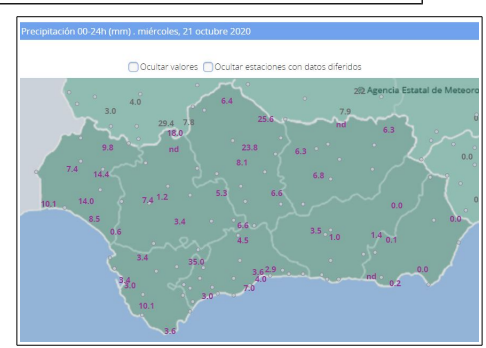 Precipitación 00-24h (mm) . miércoles, 21 octubre 2020
Ocultar valores Ocultar estaciones con datos diferidos
2.2 Agencia Estatal de Meteoro
6.4
4.0
3.0 7.9
25.6
29.4 7.8 nd 6.3
18.0
9.8 nd 23.8 6.3
8.1 0.0
7.4 14.4 6.8
7.4 1.2 5.3 6.6
10.1 14.0 0.0
8.5 0.0
0.6 3.4 6.6 3.5 1.0 1.4 0.1
4.5
3.4 35.0
3.6 2.9 0.0
3.4 4.0 nd
3.0 7.0 0.2
3.0
10.1
3.6